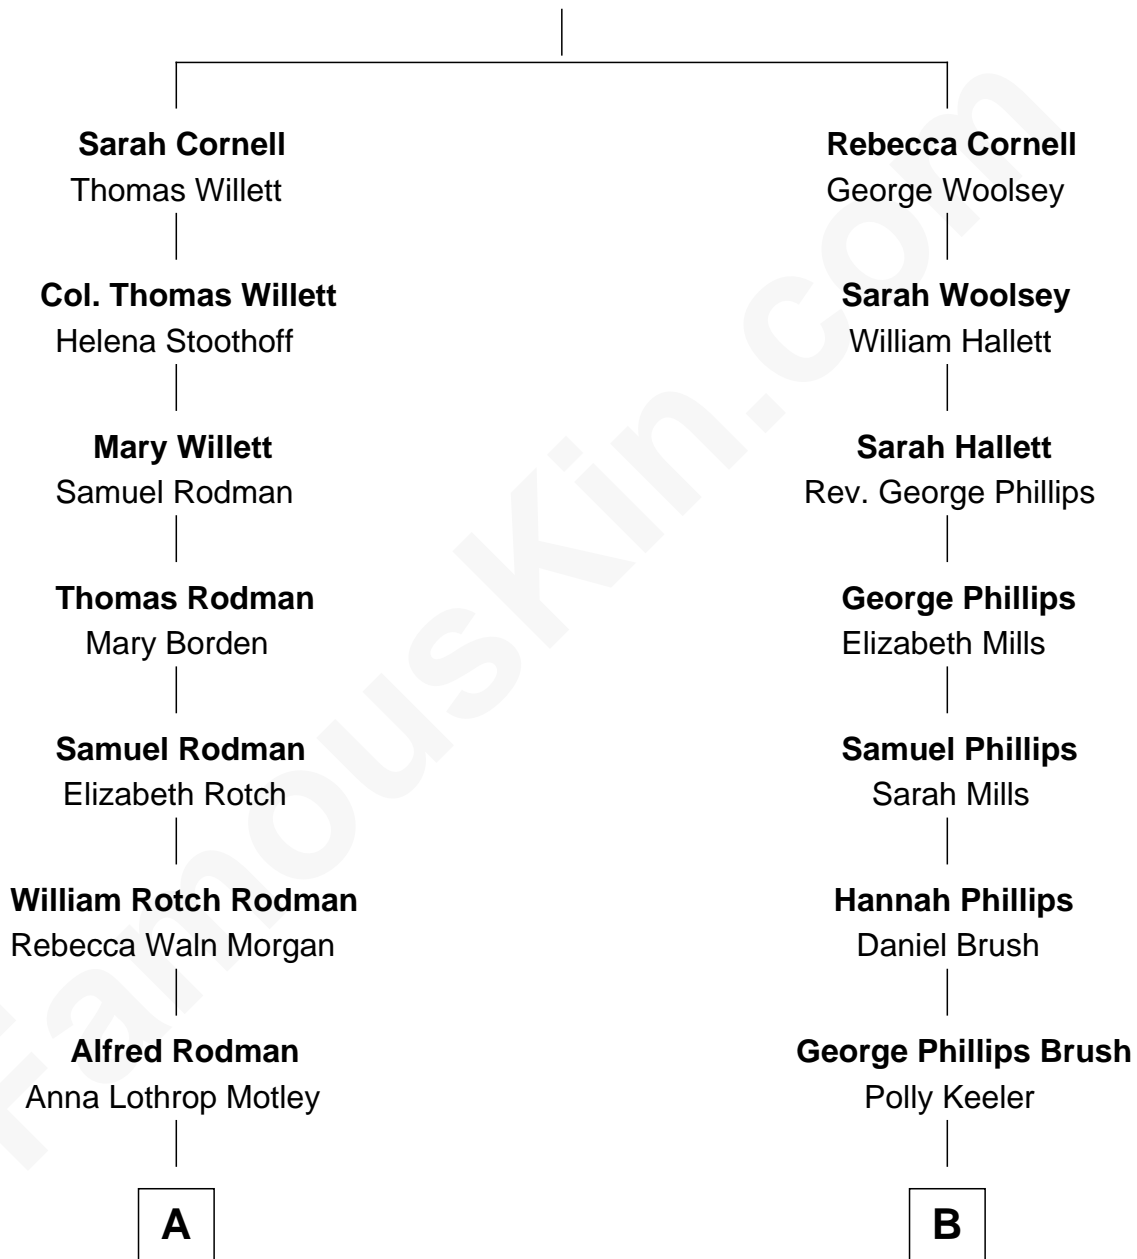 Sarah Cornell
Thomas Willett
Rebecca Cornell
George Woolsey
Col. Thomas Willett
Helena Stoothoff
Sarah Woolsey
William Hallett
Mary Willett
Samuel Rodman
Sarah Hallett
Rev. George Phillips
Thomas Rodman
Mary Borden
George Phillips
Elizabeth Mills
Samuel Rodman
Elizabeth Rotch
Samuel Phillips
Sarah Mills
William Rotch Rodman
Rebecca Waln Morgan
Hannah Phillips
Daniel Brush
Alfred Rodman
Anna Lothrop Motley
George Phillips Brush
Polly Keeler
A
B
FamousKin.com